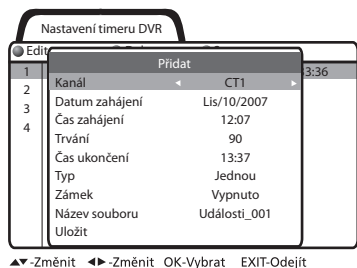 Nastavení timeru DVR
Edit
Přidat
1 3:36
2
3
4
Kanál CT1
Datum zahájení Lis/10/2007
Čas zahájení 12:07
Trvání 90
Čas ukončení 13:37
Typ Jednou
Zámek Vypnuto
Název souboru Události_001
Uložit
▲▼-Změnit ◀▶-Změnit OK-Vybrat EXIT-Odejít